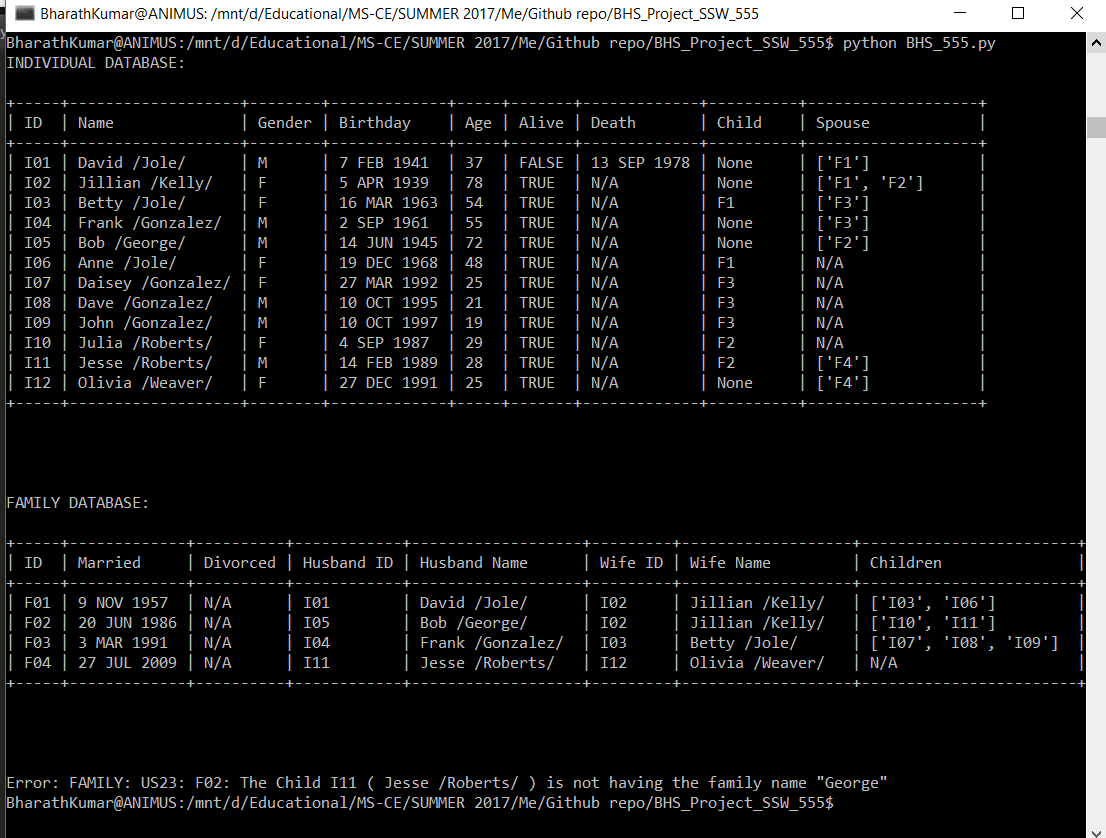 BharathKumar@ANIMUS: /mnt/d/Educational/MS-CE/SUMMER 2017/Me/Github repo/BHS_Project_SSW_555
BharathKumar@ANIMUS:/mnt/d/Educational/MS-CE/SUMMER 2017/Me/Github repo/BHS_Project_SSW_555$ python BHS_555.py
INDIVIDUAL DATABASE:
+-----+-------------------+--------+-------------+-----+-------+-------------+----------+-------------------+
| ID  | Name              | Gender | Birthday    | Age | Alive | Death       | Child    | Spouse            |
+-----+-------------------+--------+-------------+-----+-------+-------------+----------+-------------------+
| I01 | David /Jole/      | M      | 7 FEB 1941  | 37  | FALSE | 13 SEP 1978 | None     | ['F1']            |
| I02 | Jillian /Kelly/   | F      | 5 APR 1939  | 78  | TRUE  | N/A         | None     | ['F1', 'F2']      |
| I03 | Betty /Jole/      | F      | 16 MAR 1963 | 54  | TRUE  | N/A         | F1       | ['F3']            |
| I04 | Frank /Gonzalez/  | M      | 2 SEP 1961  | 55  | TRUE  | N/A         | None     | ['F3']            |
| I05 | Bob /George/      | M      | 14 JUN 1945 | 72  | TRUE  | N/A         | None     | ['F2']            |
| I06 | Anne /Jole/       | F      | 19 DEC 1968 | 48  | TRUE  | N/A         | F1       | N/A               |
| I07 | Daisey /Gonzalez/ | F      | 27 MAR 1992 | 25  | TRUE  | N/A         | F3       | N/A               |
| I08 | Dave /Gonzalez/   | M      | 10 OCT 1995 | 21  | TRUE  | N/A         | F3       | N/A               |
| I09 | John /Gonzalez/   | M      | 10 OCT 1997 | 19  | TRUE  | N/A         | F3       | N/A               |
| I10 | Julia /Roberts/   | F      | 4 SEP 1987  | 29  | TRUE  | N/A         | F2       | N/A               |
| I11 | Jesse /Roberts/   | M      | 14 FEB 1989 | 28  | TRUE  | N/A         | F2       | ['F4']            |
| I12 | Olivia /Weaver/   | F      | 27 DEC 1991 | 25  | TRUE  | N/A         | None     | ['F4']            |
+-----+-------------------+--------+-------------+-----+-------+-------------+----------+-------------------+
FAMILY DATABASE:
+-----+-------------+----------+------------+-------------------+---------+-------------------+------------------------+
| ID  | Married     | Divorced | Husband ID | Husband Name      | Wife ID | Wife Name         | Children               |
+-----+-------------+----------+------------+-------------------+---------+-------------------+------------------------+
| F01 | 9 NOV 1957  | N/A      | I01        | David /Jole/      | I02     | Jillian /Kelly/   | ['I03', 'I06']         |
| F02 | 20 JUN 1986 | N/A      | I05        | Bob /George/      | I02     | Jillian /Kelly/   | ['I10', 'I11']         |
| F03 | 3 MAR 1991  | N/A      | I04        | Frank /Gonzalez/  | I03     | Betty /Jole/      | ['I07', 'I08', 'I09']  |
| F04 | 27 JUL 2009 | N/A      | I11        | Jesse /Roberts/   | I12     | Olivia /Weaver/   | N/A                    |
+-----+-------------+----------+------------+-------------------+---------+-------------------+------------------------+
Error: FAMILY: US23: F02: The Child I11 ( Jesse /Roberts/ ) is not having the family name "George"
BharathKumar@ANIMUS:/mnt/d/Educational/MS-CE/SUMMER 2017/Me/Github repo/BHS_Project_SSW_555$